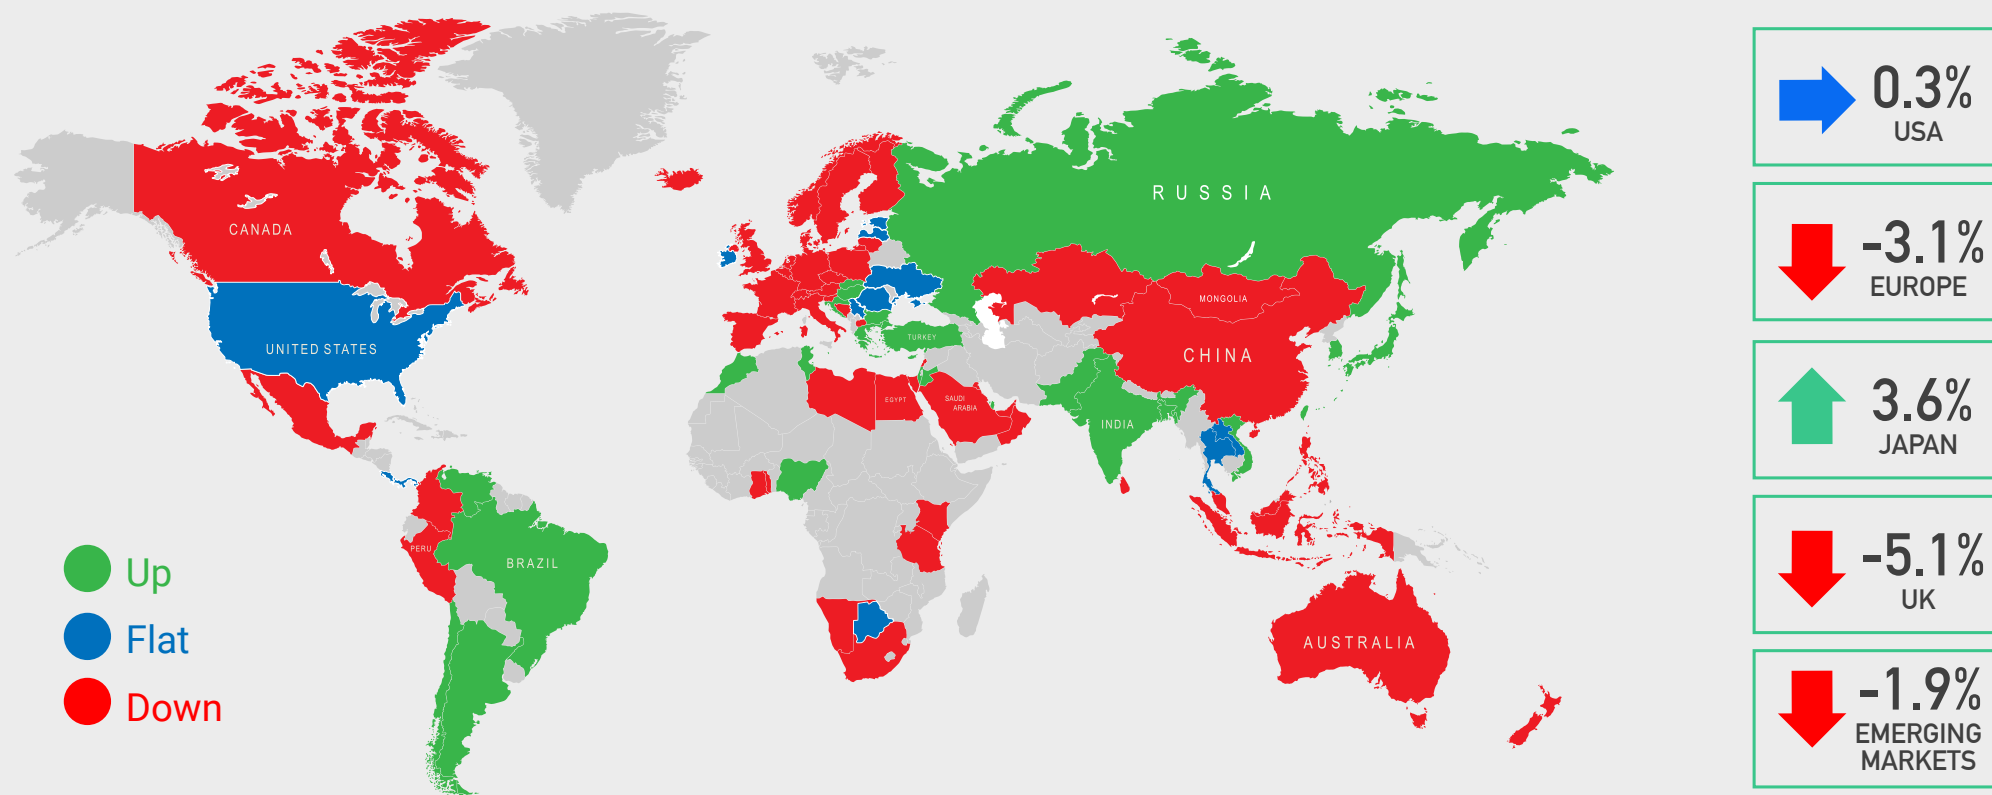 RUSSIA
CANADA
MONGOLIA
UNITED STATES
TURKEY
CHINA
EGYPT
SAUDI
ARABIA
INDIA
PERU
BRAZIL
AUSTRALIA
Up
Flat
Down
0.3%
USA
-3.1%
EUROPE
3.6%
JAPAN
-5.1%
UK
-1.9%
EMERGING
MARKETS